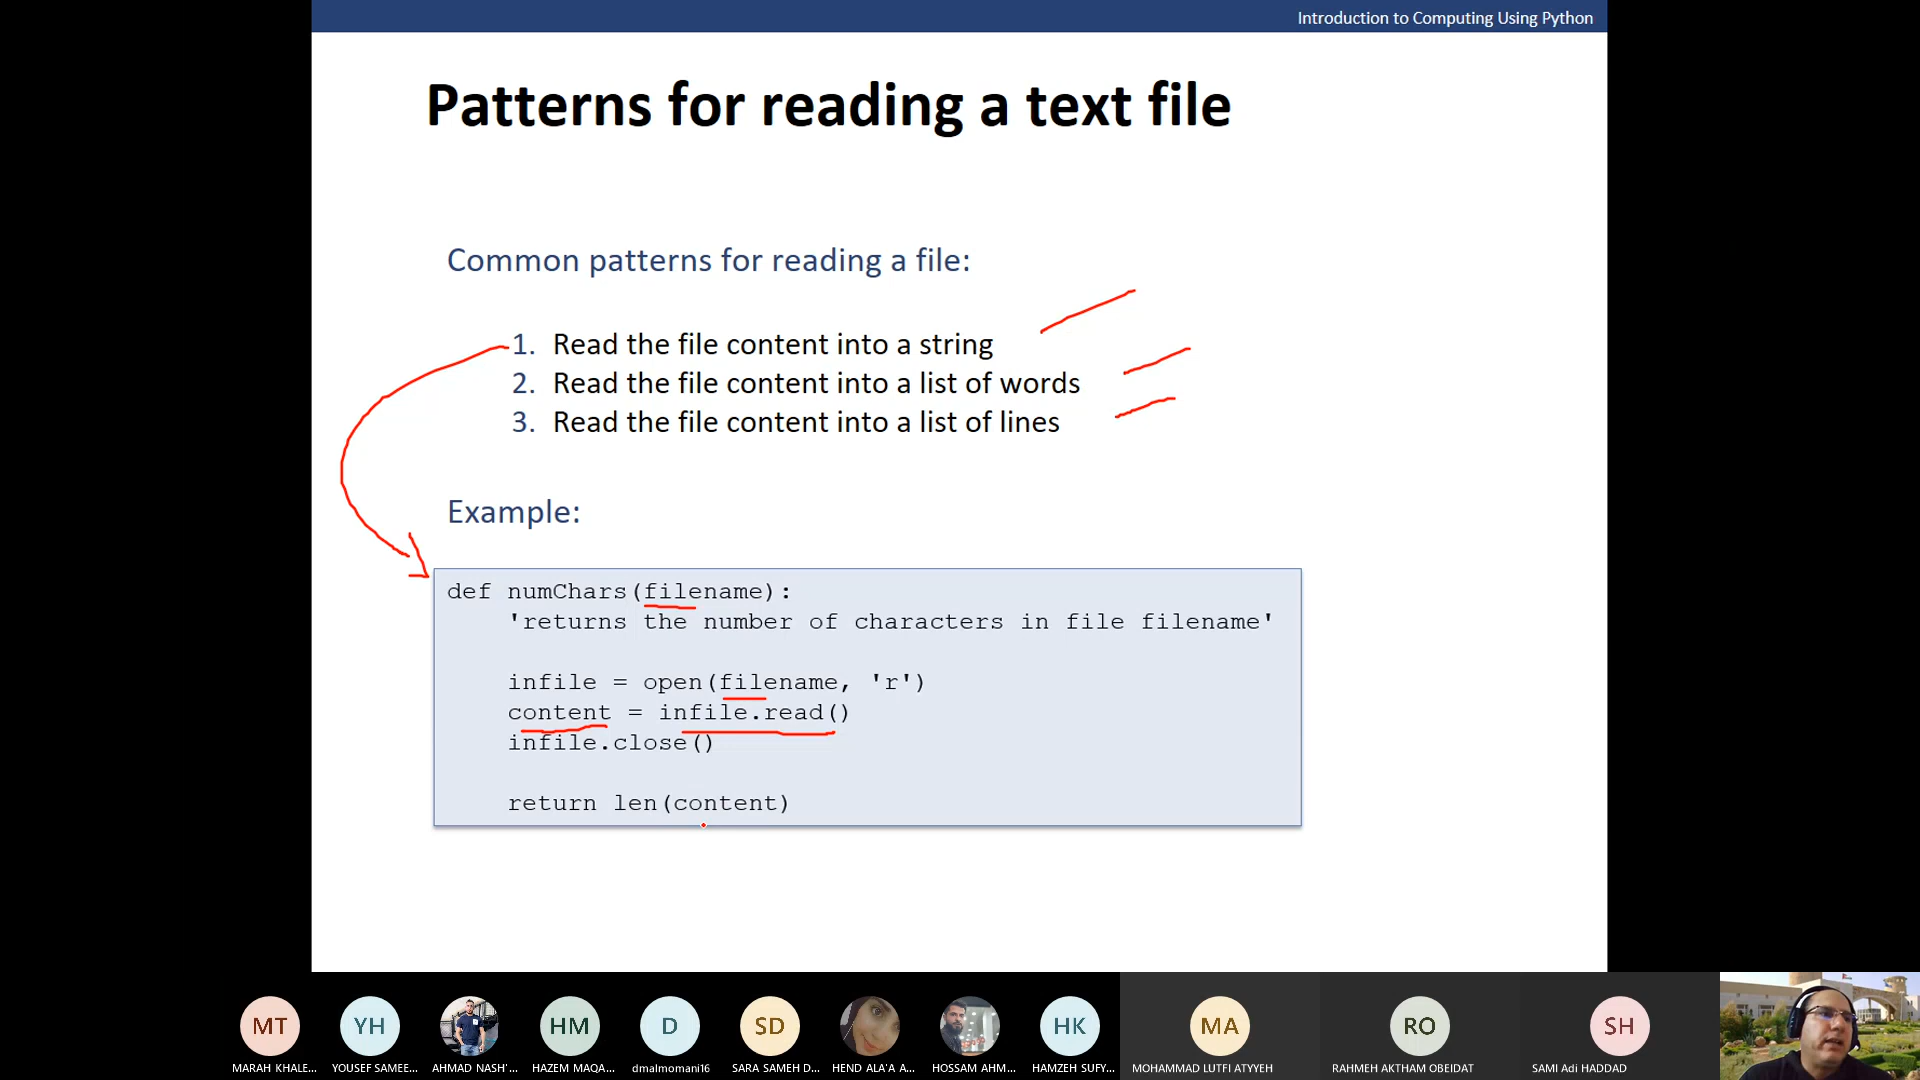 Introduction to Computing Using Python
Patterns for reading a text file
Common patterns for reading a file:
1. Read the file content into a string
2. Read the file content into a list of words
3. Read the file content into a list of lines
Example:
def numChars(filename):
    'returns the number of characters in file filename'
    infile = open(filename, 'r')
    content = infile.read()
    infile.close()
    return len(content)
MT YH HM D SD HK MA RO SH
MARAH KHALE... YOUSEF SAMEE... AHMAD NASH'... HAZEM MAQA... dmalmomani16 SARA SAMEH D... HEND ALA'A A... HOSSAM AHM... HAMZEH SUFY... MOHAMMAD LUTFI ATYYEH RAHMEH AKTHAM OBEIDAT SAMI Adi HADDAD